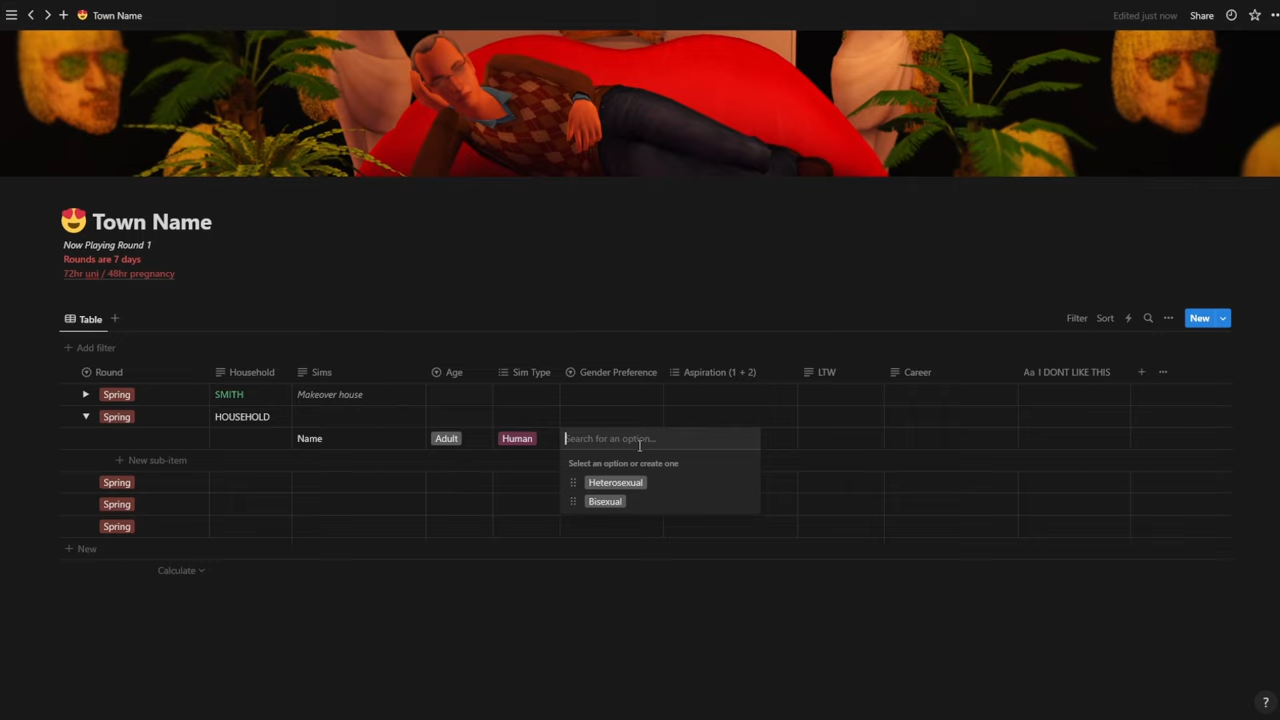 Town Name
Edited just now
Share
Town Name
Now Playing Round 1
Rounds are 7 days
72hr uni / 48hr pregnancy
Table
Filter
Sort
New
Add filter
Round Household Sims Age Sim Type Gender Preference Aspiration (1 + 2) LTW Career Aa I DONT LIKE THIS
Spring SMITH Makeover house
Spring HOUSEHOLD
Name Adult Human Search for an option...
New sub-item Select an option or create one
Spring Heterosexual
Spring Bisexual
Spring
New
Calculate
?